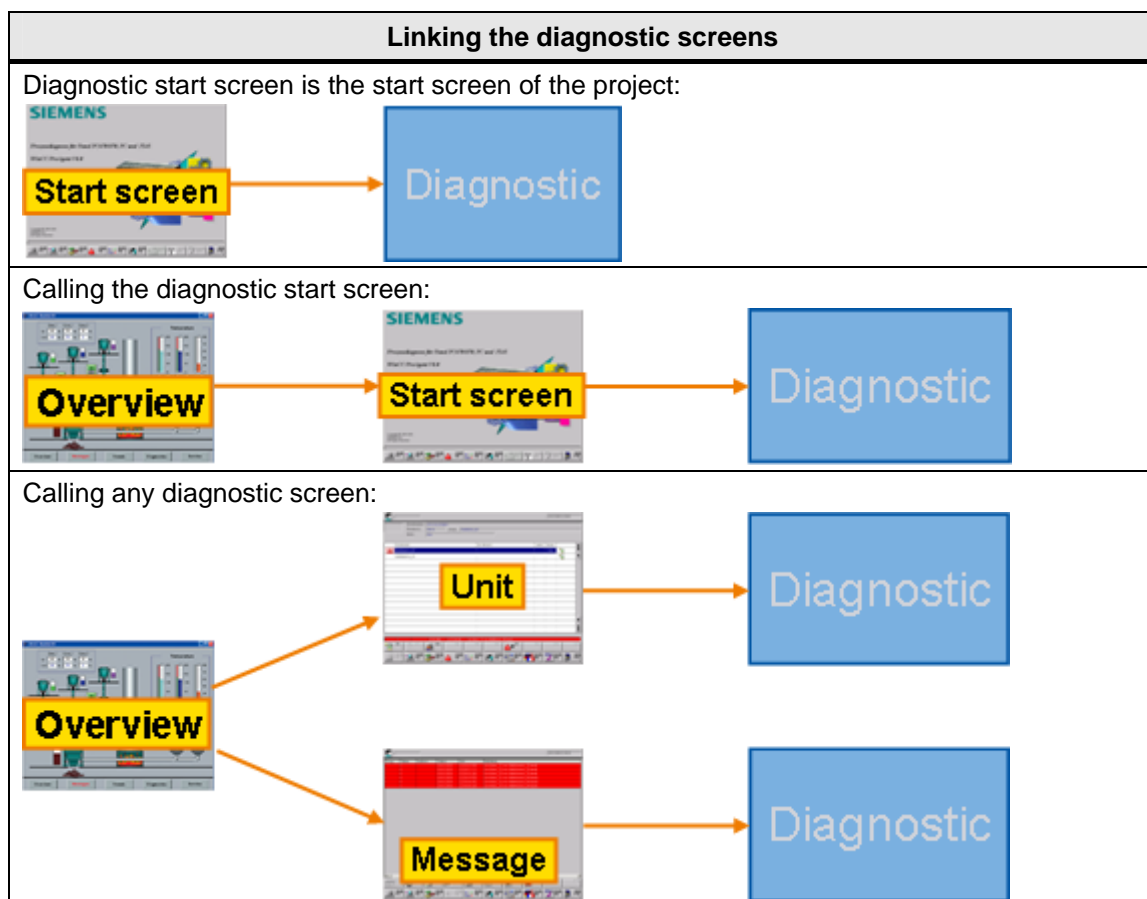 Linking the diagnostic screens
Diagnostic start screen is the start screen of the project:
SIEMENS
Start screen
Diagnostic
Calling the diagnostic start screen:
Overview
SIEMENS
Start screen
Diagnostic
Calling any diagnostic screen:
Unit
Diagnostic
Overview
Message
Diagnostic